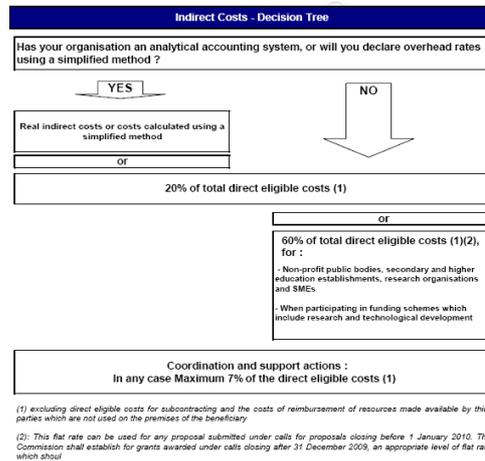 Indirect Costs - Decision Tree
Has your organisation an analytical accounting system, or will you declare overhead rates
using a simplified method ?
YES
NO
Real indirect costs or costs calculated using a
simplified method
or
20% of total direct eligible costs (1)
or
60% of total direct eligible costs (1)(2),
for :
- Non-profit public bodies, secondary and higher
education establishments, research organisations
and SMEs
- When participating in funding schemes which
include research and technological development
Coordination and support actions :
In any case Maximum 7% of the direct eligible costs (1)
(1) excluding direct eligible costs for subcontracting and the costs of reimbursement of resources made available by thi
parties which are not used on the premises of the beneficiary
(2): This flat rate can be used for any proposal submitted under calls for proposals closing before 1 January 2010. Th
Commission shall establish for grants awarded under calls closing after 31 December 2009, an appropriate level of flat ra
which shoul